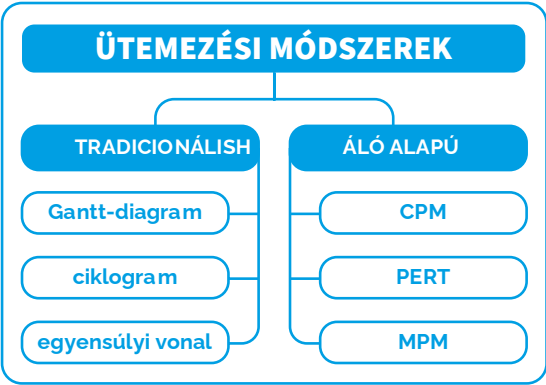 ÜTEMEZÉSI MÓDSZEREK
TRADICIONÁLISH
ÁLÓ ALAPÚ
Gantt-diagram
CPM
ciklogram
PERT
egyensúlyi vonal
MPM